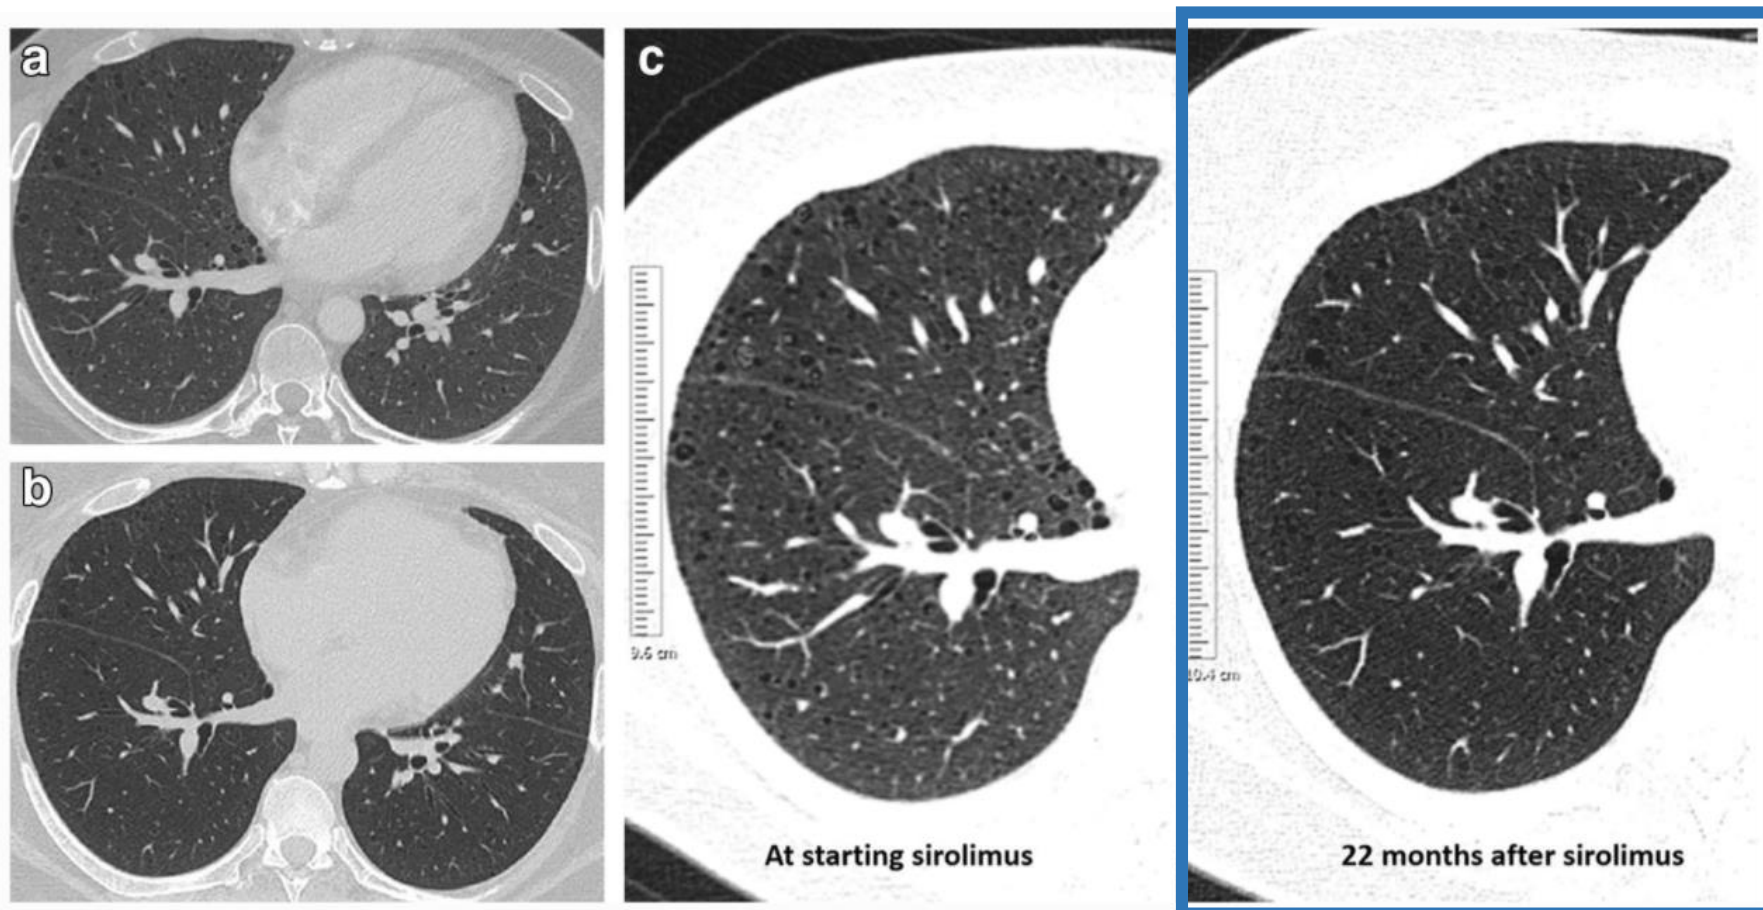 a
b
c
9.6 cm
10.4 cm
At starting sirolimus
22 months after sirolimus